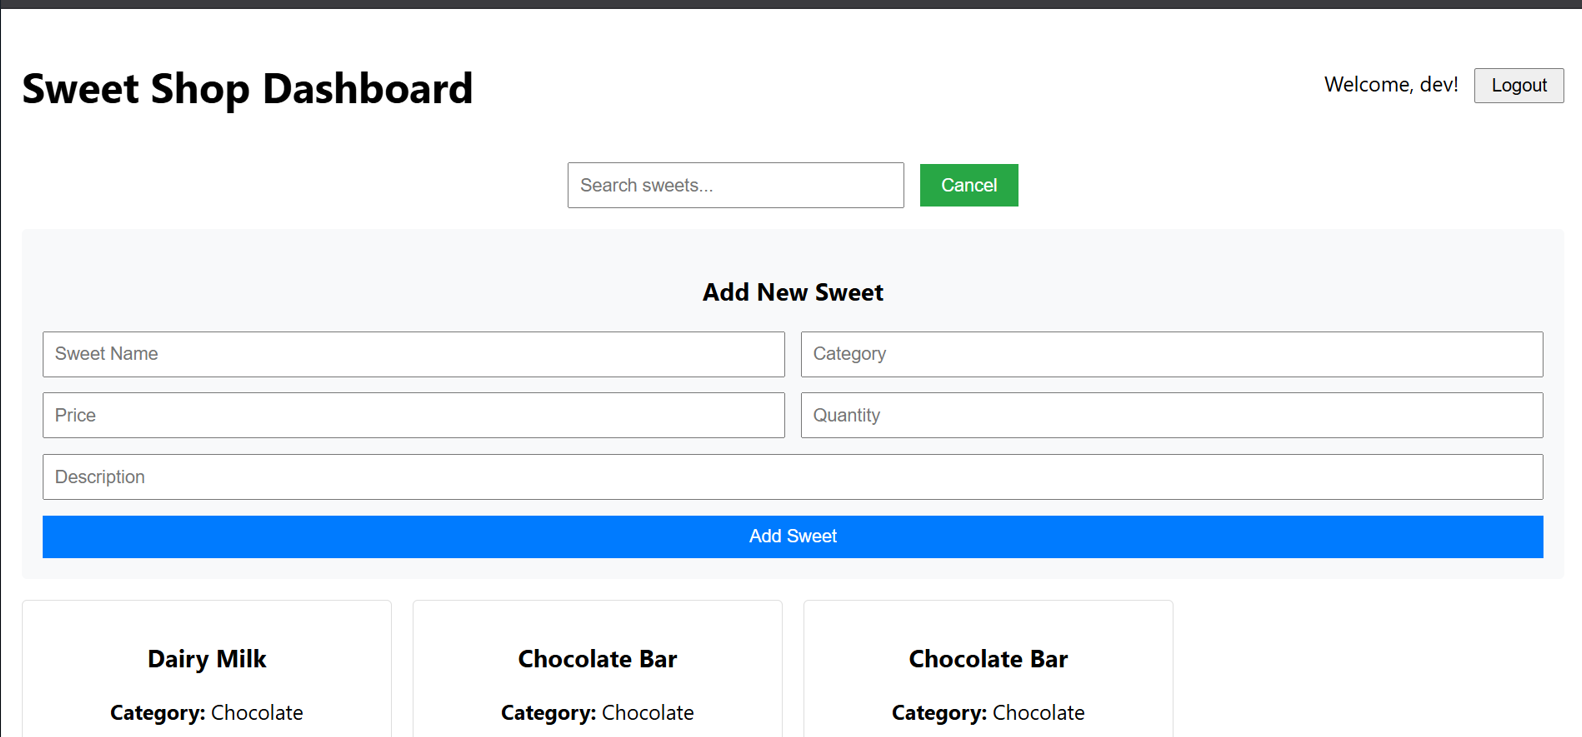 Sweet Shop Dashboard
Welcome, dev!
Logout
Search sweets...
Cancel
Add New Sweet
Sweet Name
Category
Price
Quantity
Description
Add Sweet
Dairy Milk
Category: Chocolate
Chocolate Bar
Category: Chocolate
Chocolate Bar
Category: Chocolate